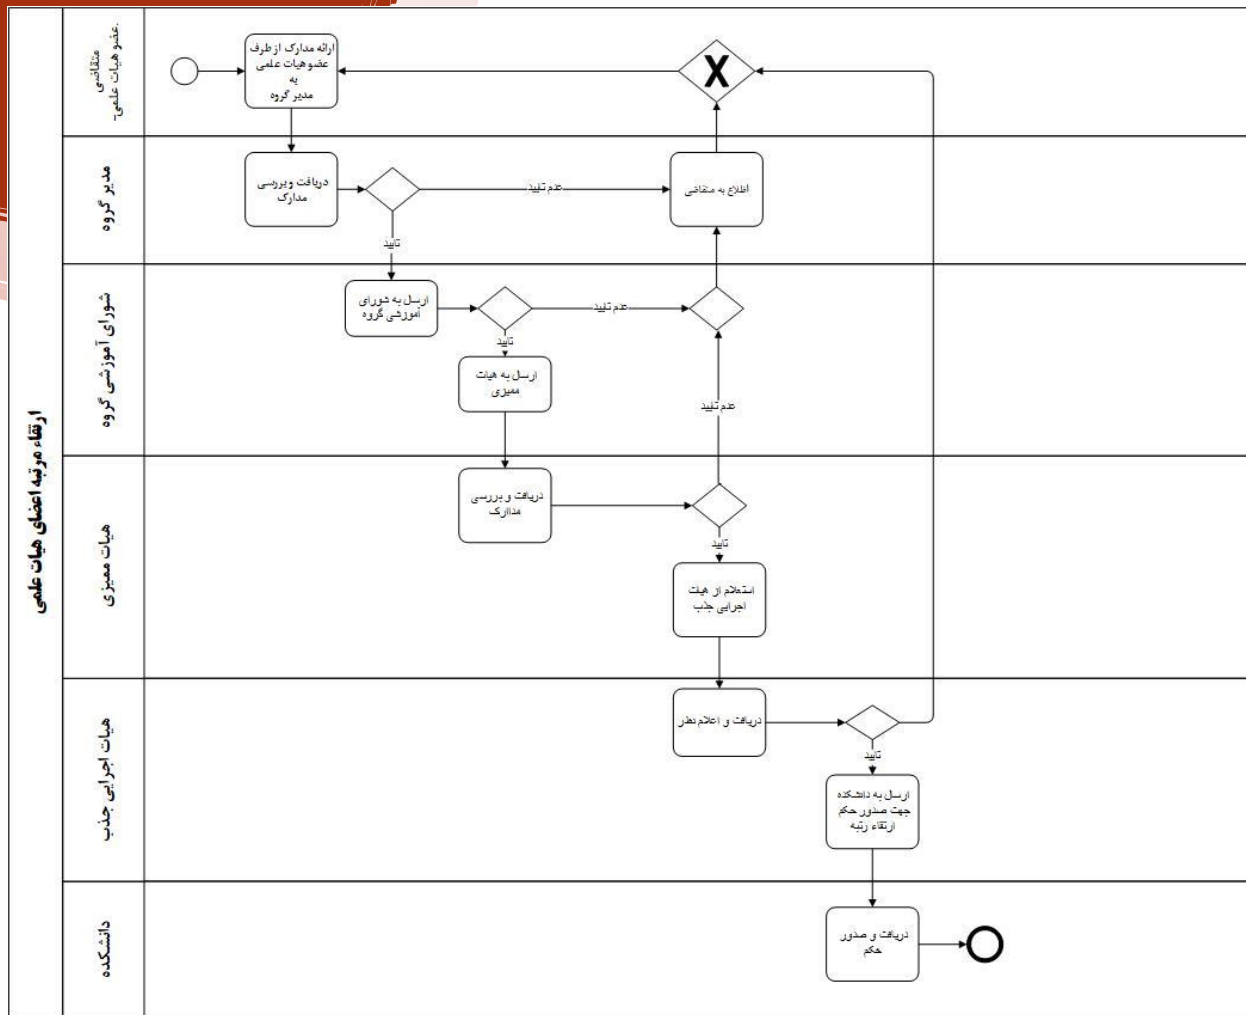 ارتقاء مرتبه اعضای هیات علمی
متقاضی
-عضو هیات علمی.
ارائه مدارک از طرف
عضو هیات علمی
به
مدیر گروه
X
مدیر گروه
دریافت و بررسی
مدارک
عدم تایید
اطلاع به متقاضی
تایید
شورای آموزشی گروه
ارسال به شورای
آموزشی گروه
عدم تایید
تایید
ارسال به هیات
ممیزی
عدم تایید
هیات ممیزی
دریافت و بررسی
مداارک
تایید
استعلام از هیات
اجرایی جذب
هیات اجرایی جذب
دریافت و اعلام نظر
تایید
ارسال به دانشکده
جهت صدور حکم
ارتقاء رتبه
دانشکده
دریافت و صدور
حکم